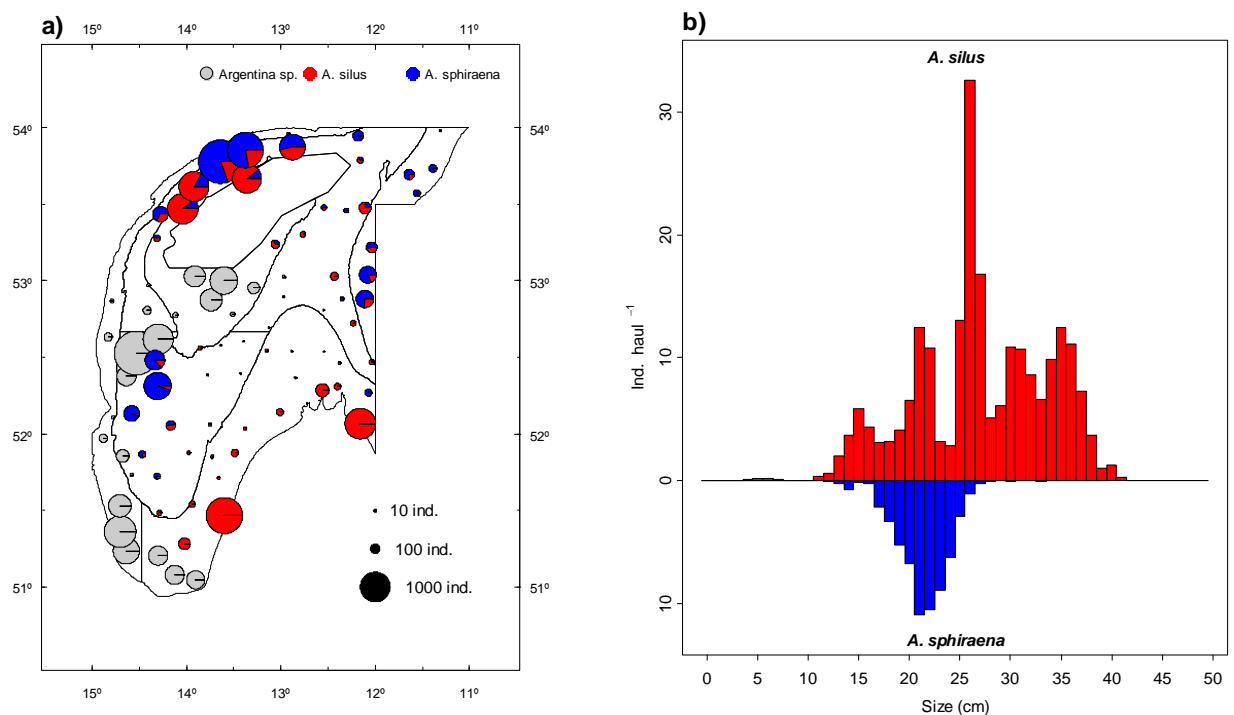 a)
15º 14º 13º 12º 11º
Argentina sp. A. silus A. sphiraena
54º 54º
53º 53º
52º 52º
51º 51º
10 ind.
100 ind.
1000 ind.
15º 14º 13º 12º 11º
b)
A. silus
30
20
10
0
10
Ind. haul ⁻¹
A. sphiraena
0 5 10 15 20 25 30 35 40 45 50
Size (cm)